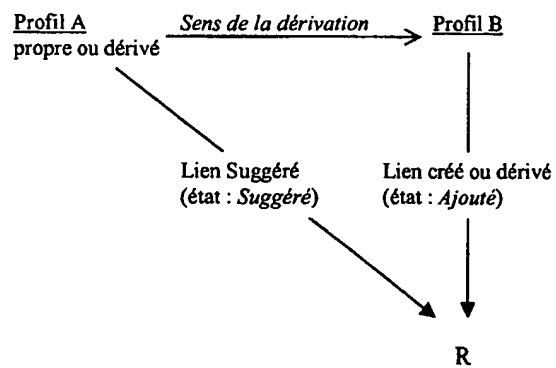 Profil A
propre ou dérivé
Sens de la dérivation
Profil B
Lien Suggéré
(état : Suggéré)
Lien créé ou dérivé
(état : Ajouté)
R